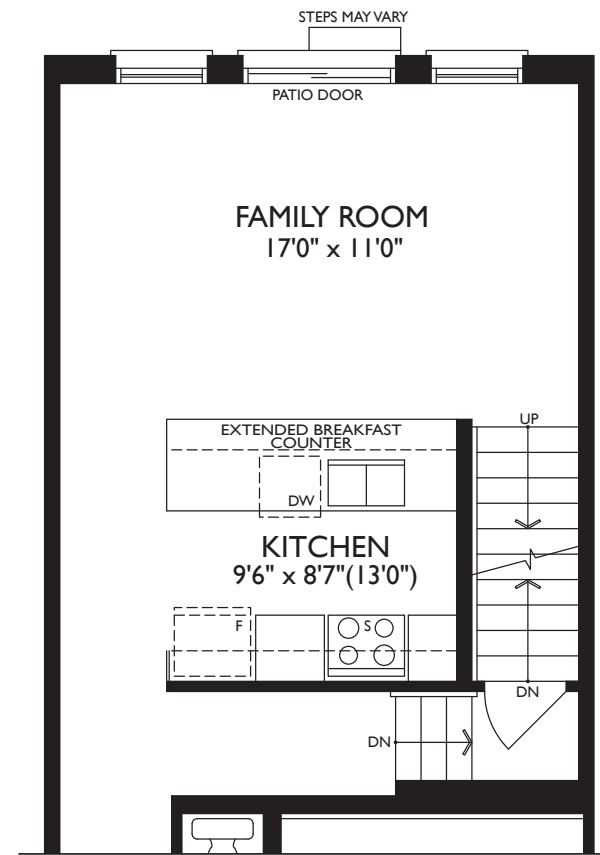 STEPS MAY VARY
PATIO DOOR
FAMILY ROOM
17'0" x 11'0"
UP
EXTENDED BREAKFAST
COUNTER
DW
KITCHEN
9'6" x 8'7"(13'0")
F
S
DN
DN